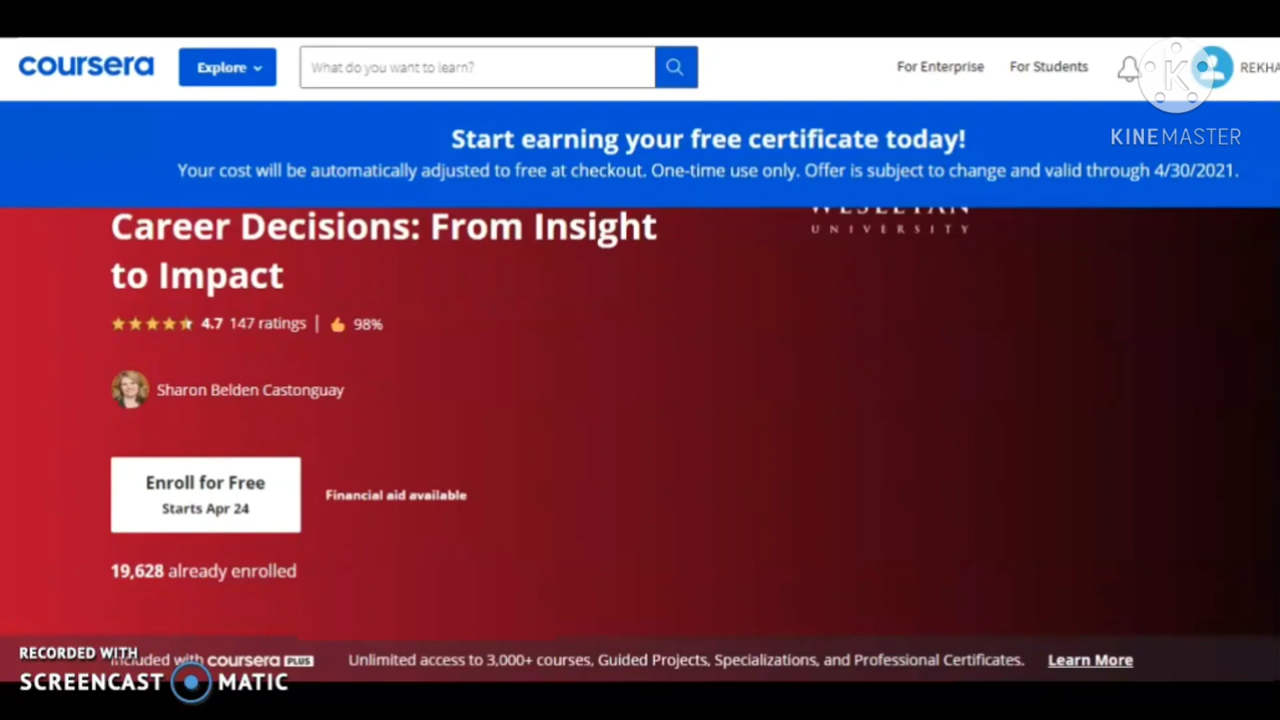 coursera
Explore
What do you want to learn?
For Enterprise
For Students
REKHA
K
KINEMASTER
Start earning your free certificate today!
Your cost will be automatically adjusted to free at checkout. One-time use only. Offer is subject to change and valid through 4/30/2021.
WESLEYAN
UNIVERSITY
Career Decisions: From Insight
to Impact
4.7 147 ratings | 98%
Sharon Belden Castonguay
Enroll for Free
Starts Apr 24
Financial aid available
19,628 already enrolled
RECORDED WITH
SCREENCAST MATIC
Included with coursera PLUS
Unlimited access to 3,000+ courses, Guided Projects, Specializations, and Professional Certificates.
Learn More